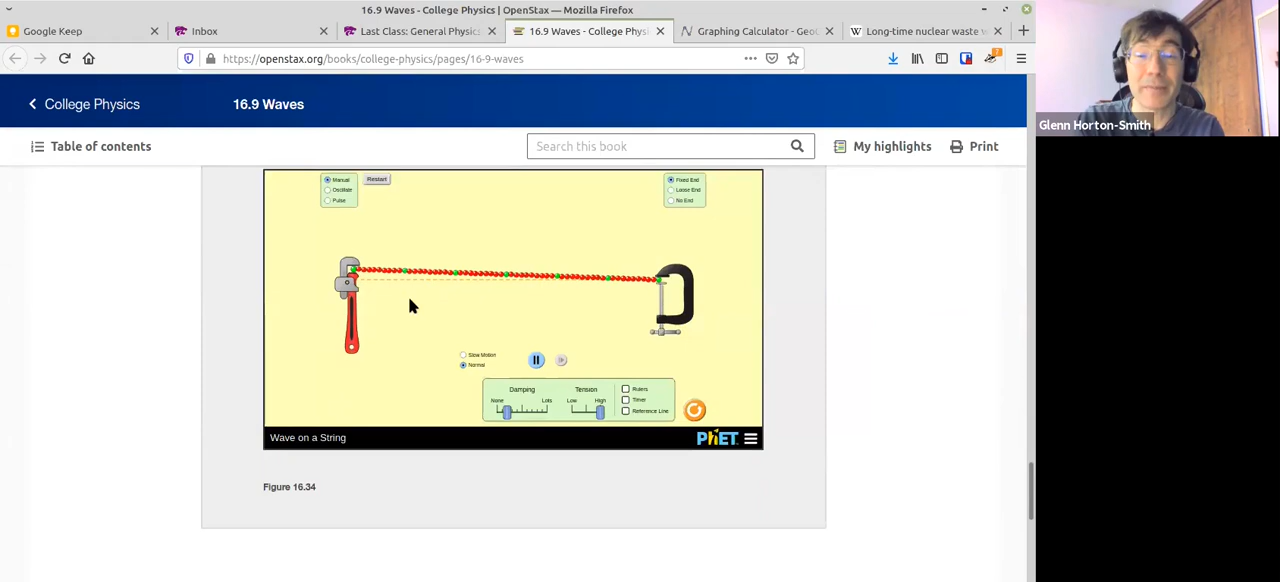 16.9 Waves - College Physics | OpenStax — Mozilla Firefox
Google Keep
Inbox
Last Class: General Physics
16.9 Waves - College Physi
Graphing Calculator - Geo
Long-time nuclear waste w
https://openstax.org/books/college-physics/pages/16-9-waves
Glenn Horton-Smith
College Physics
16.9 Waves
Table of contents
Search this book
My highlights
Print
Manual
Restart
Oscillate
Pulse
Fixed End
Loose End
No End
Slow Motion
Normal
Damping
None
Lots
Tension
Low
High
Rulers
Timer
Reference Line
Wave on a String
PhET
Figure 16.34